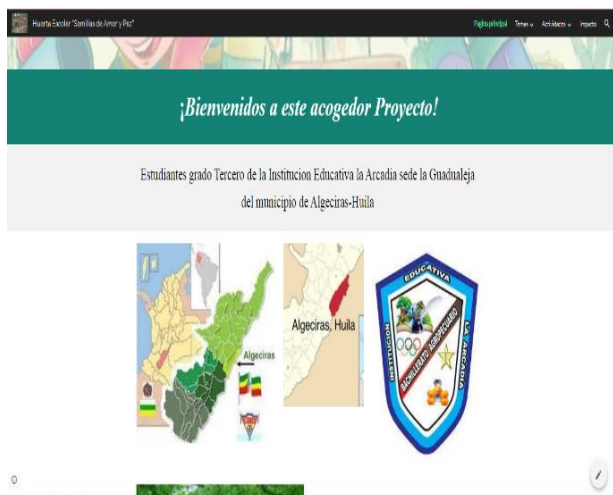 Huerta Escolar "Semillas de Amor y Paz"
Pagina principal Temas Actividades Impacto
¡Bienvenidos a este acogedor Proyecto!
Estudiantes grado Tercero de la Institucion Educativa la Arcadia sede la Guadualeja
del municipio de Algeciras-Huila
Algeciras
Algeciras, Huila
INSTITUCION
EDUCATIVA
LA ARCADIA
BACHILLERATO AGROPECUARIO